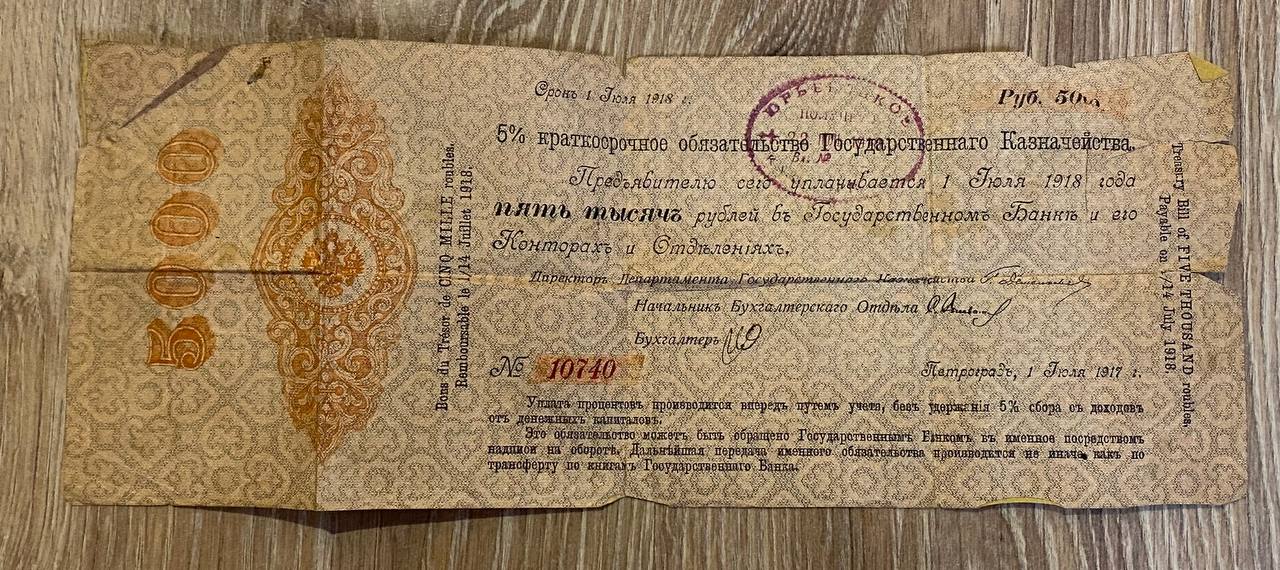 5000
Bons du Trésor de CINQ MILLE roubles.
Remboursable le 1/14 Juillet 1918.
Срокъ 1 Іюля 1918 г.
Руб. 5000
5% краткосрочное обязательство Государственнаго Казначейства.
Предъявителю сего уплачивается 1 Іюля 1918 года
пять тысячъ рублей въ Государственномъ Банкѣ и его
Конторахъ и Отдѣленіяхъ.
Директоръ Департамента Государственнаго Казначейства
Начальникъ Бухгалтерскаго Отдѣла
Бухгалтеръ
№ 10740
Петроградъ, 1 Іюля 1917 г.
Уплата процентовъ производится впередъ путемъ учета, безъ удержанія 5% сбора съ доходовъ
отъ денежныхъ капиталовъ.
Это обязательство можетъ быть обращено Государственнымъ Банкомъ въ именное посредствомъ
надписи на оборотѣ. Дальнѣйшая передача именного обязательства производится не иначе, какъ по
трансферту по книгамъ Государственнаго Банка.
Treasury Bill of FIVE THOUSAND roubles.
Payable on 1/14 July 1918.